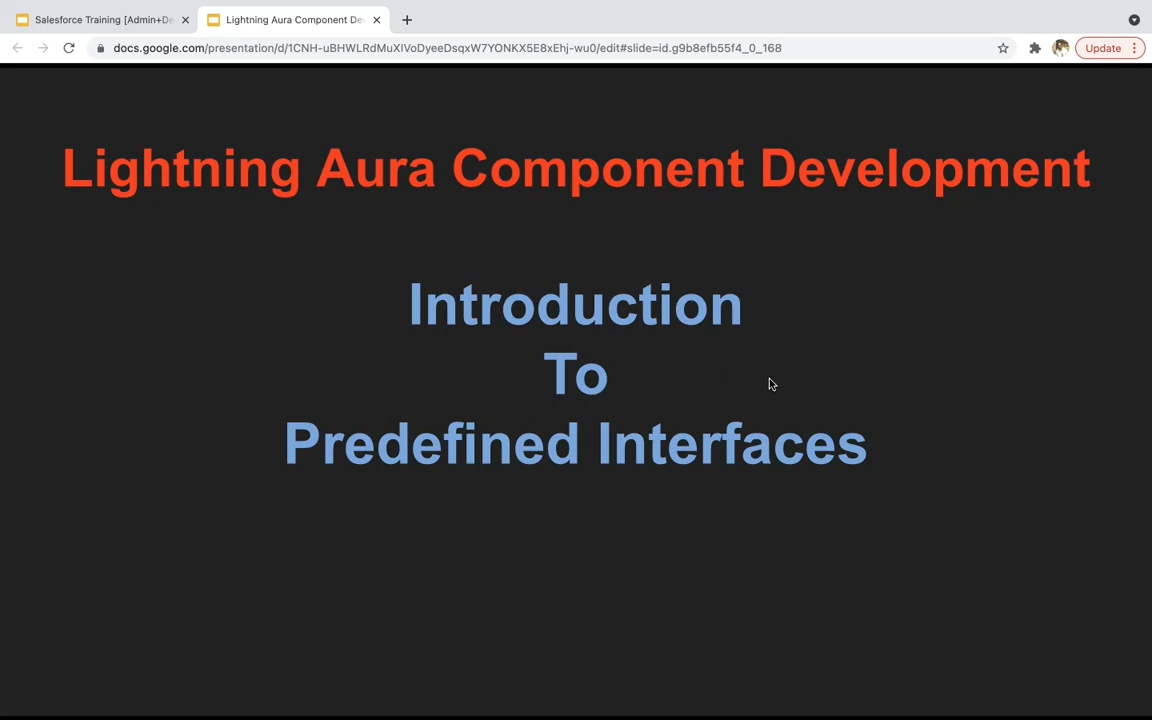 Salesforce Training [Admin+De
Lightning Aura Component De
docs.google.com/presentation/d/1CNH-uBHWLRdMuXIVoDyeeDsqxW7YONKX5E8xEhj-wu0/edit#slide=id.g9b8efb55f4_0_168
Update
Lightning Aura Component Development
Introduction
To
Predefined Interfaces